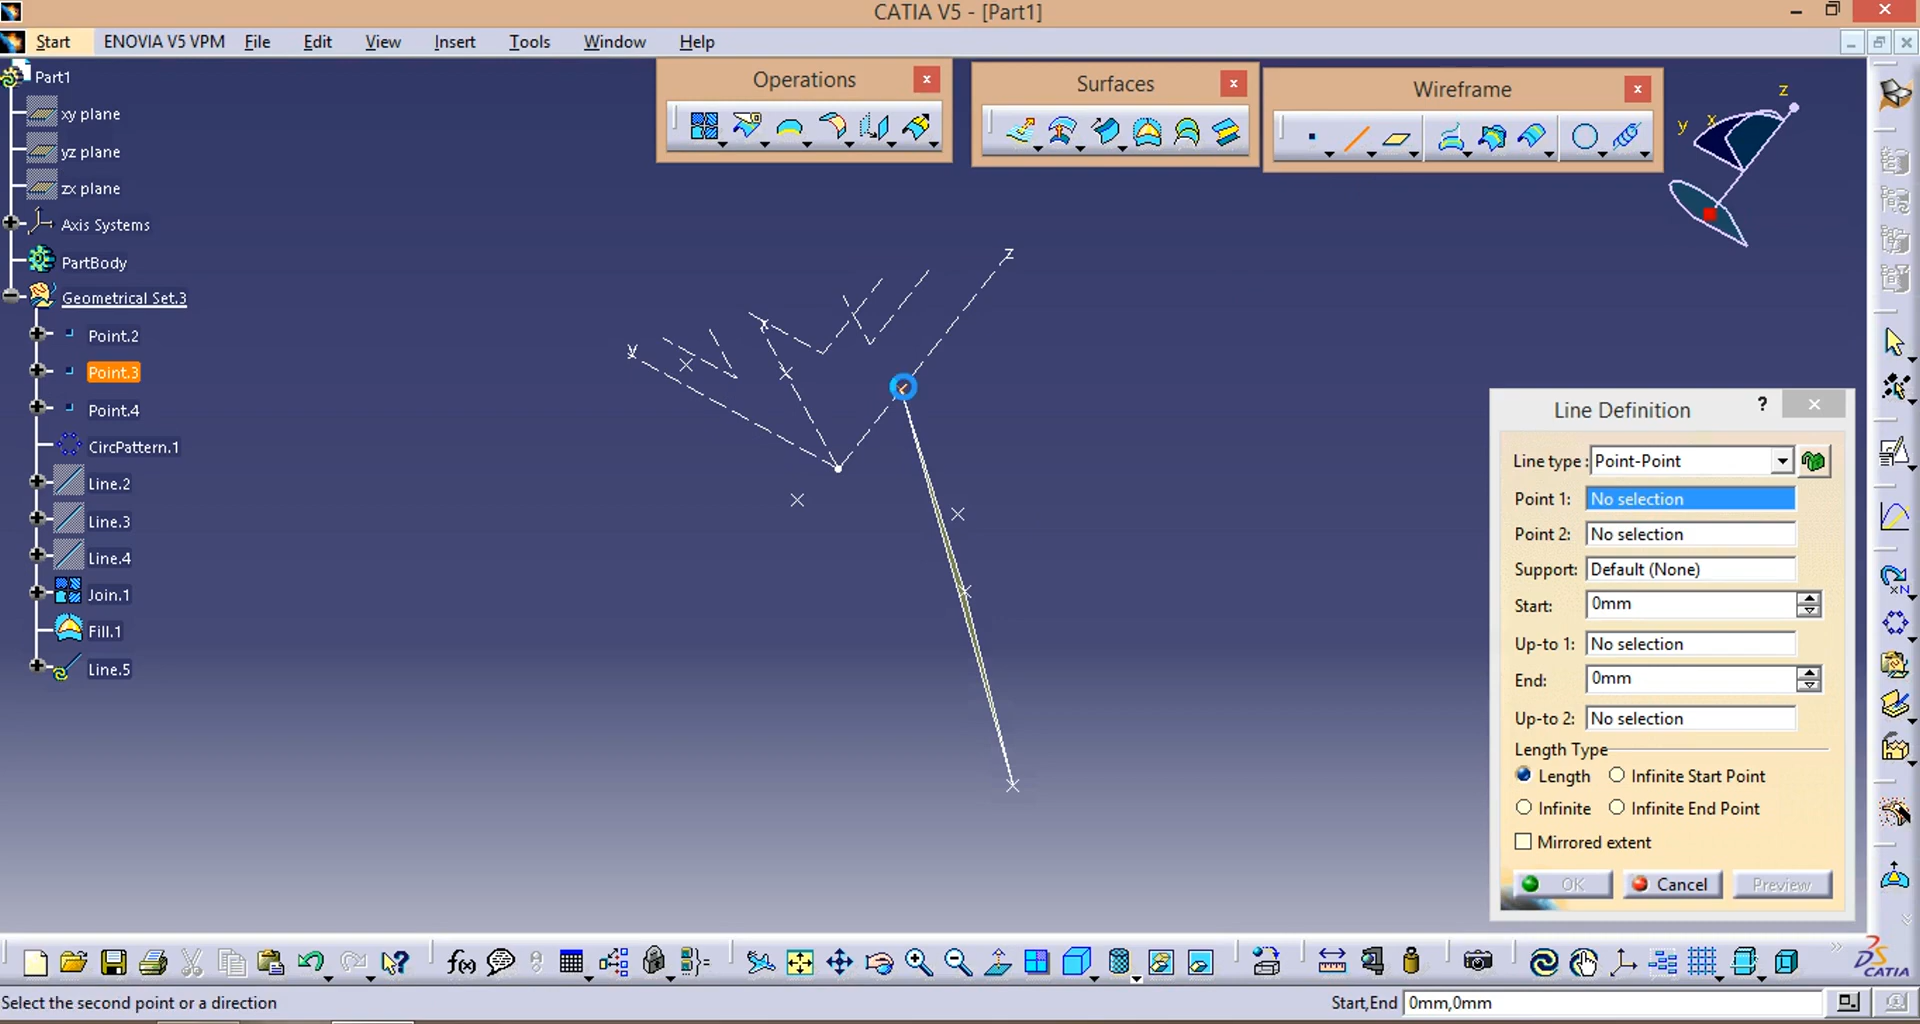 CATIA V5 - [Part1]
Start ENOVIA V5 VPM File Edit View Insert Tools Window Help
Part1
xy plane
yz plane
zx plane
Axis Systems
PartBody
Geometrical Set.3
Point.2
Point.3
Point.4
CircPattern.1
Line.2
Line.3
Line.4
Join.1
Fill.1
Line.5
Operations
Surfaces
Wireframe
z
y
x
z
y
x
Line Definition ?
Line type : Point-Point
Point 1: No selection
Point 2: No selection
Support: Default (None)
Start: 0mm
Up-to 1: No selection
End: 0mm
Up-to 2: No selection
Length Type
Length Infinite Start Point
Infinite Infinite End Point
Mirrored extent
OK Cancel Preview
f(x)
xN
CATIA
Select the second point or a direction
Start,End 0mm,0mm